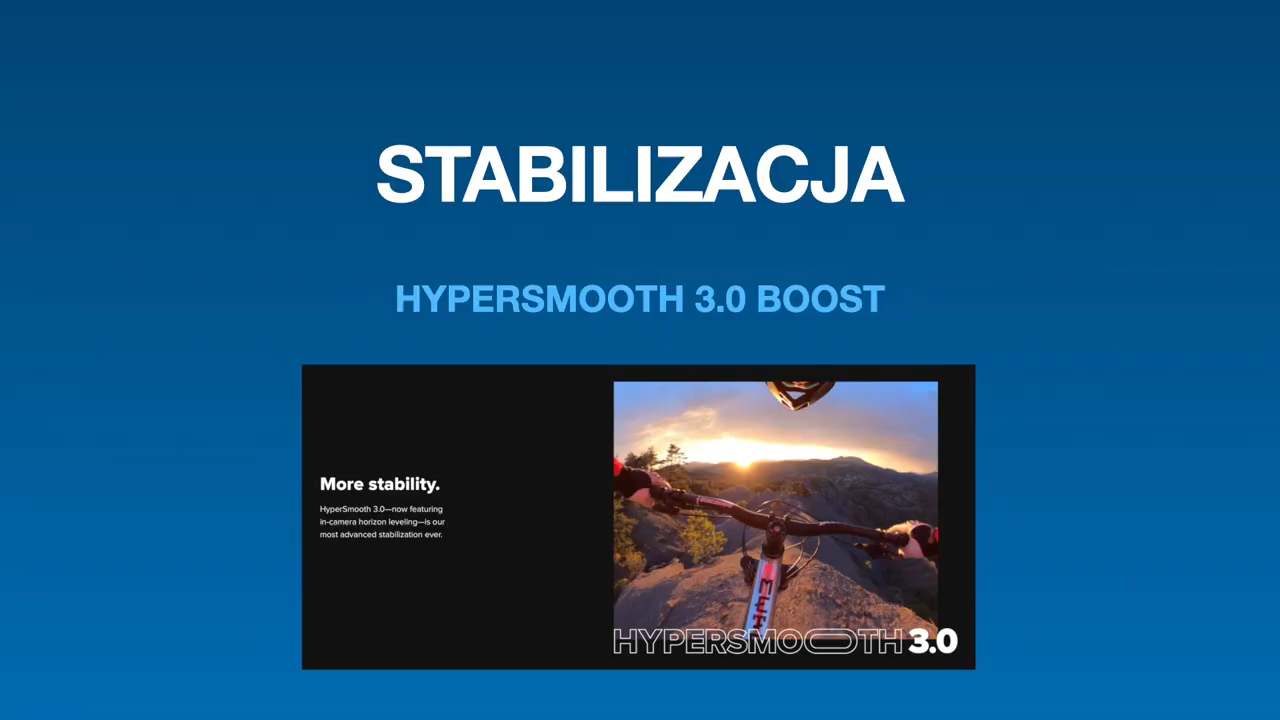 STABILIZACJA
HYPERSMOOTH 3.0 BOOST
More stability.
HyperSmooth 3.0—now featuring
in-camera horizon leveling—is our
most advanced stabilization ever.
HYPERSMOOTH 3.0